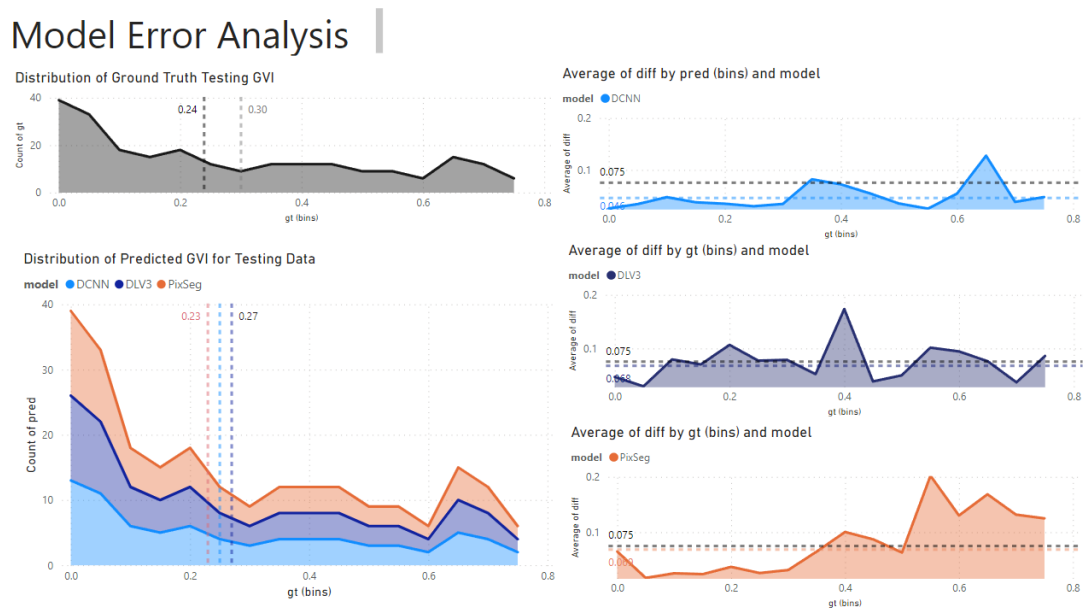 Model Error Analysis
Distribution of Ground Truth Testing GVI
40
20
0
Count of gt
0.24
0.30
0.0
0.2
0.4
0.6
0.8
gt (bins)
Distribution of Predicted GVI for Testing Data
model DCNN DLV3 PixSeg
40
30
20
10
0
Count of pred
0.23
0.27
0.0
0.2
0.4
0.6
0.8
gt (bins)
Average of diff by pred (bins) and model
model DCNN
0.2
0.1
Average of diff
0.075
0.0
0.2
0.4
0.6
0.8
gt (bins)
Average of diff by gt (bins) and model
model DLV3
0.2
0.1
Average of diff
0.075
0.068
0.0
0.2
0.4
0.6
0.8
gt (bins)
Average of diff by gt (bins) and model
model PixSeg
0.2
0.1
Average of diff
0.075
0.0
0.2
0.4
0.6
0.8
gt (bins)